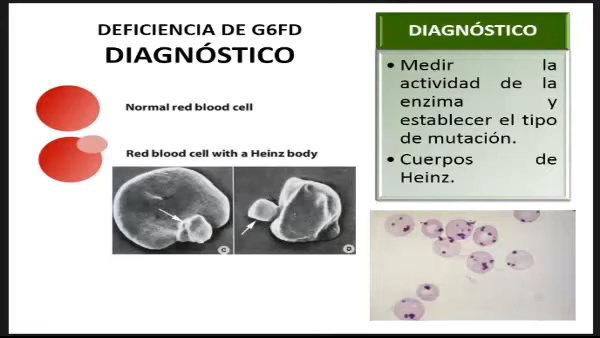 DEFICIENCIA DE G6FD
DIAGNÓSTICO
Normal red blood cell
Red blood cell with a Heinz body
C
D
DIAGNÓSTICO
• Medir la
actividad de la
enzima y
establecer el tipo
de mutación.
• Cuerpos de
Heinz.